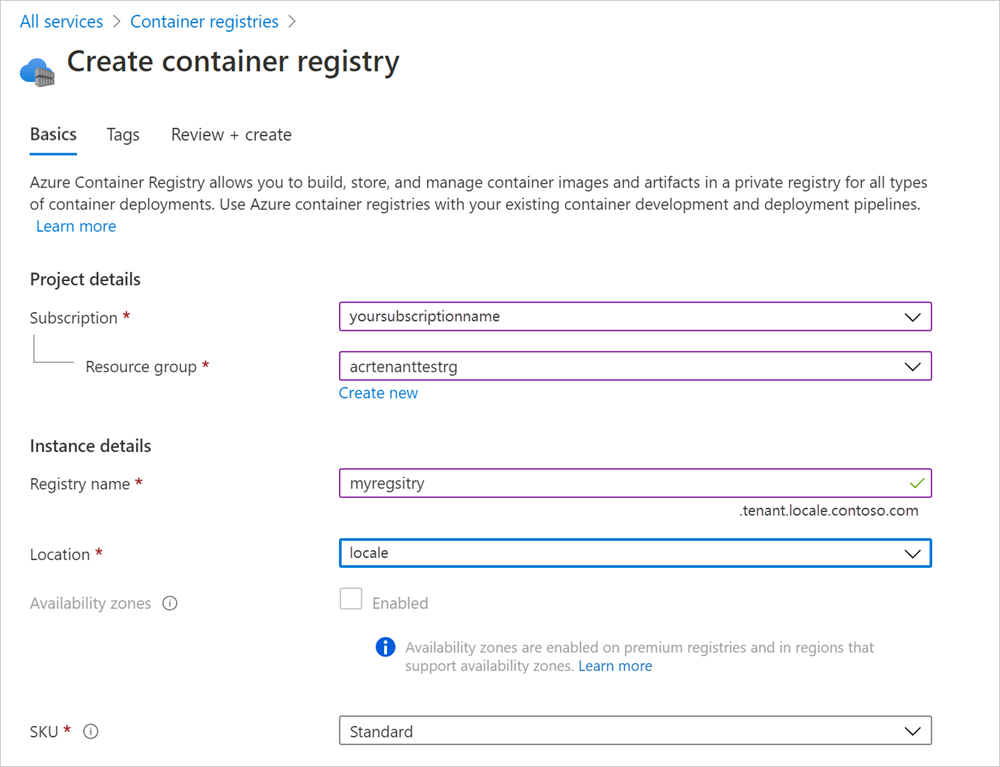 All services > Container registries >
Create container registry
Basics Tags Review + create
Azure Container Registry allows you to build, store, and manage container images and artifacts in a private registry for all types
of container deployments. Use Azure container registries with your existing container development and deployment pipelines.
Learn more
Project details
Subscription * yoursubscriptionname
Resource group * acrtenanttestrg
Create new
Instance details
Registry name * myregsitry
.tenant.locale.contoso.com
Location * locale
Availability zones Enabled
Availability zones are enabled on premium registries and in regions that
support availability zones. Learn more
SKU * Standard